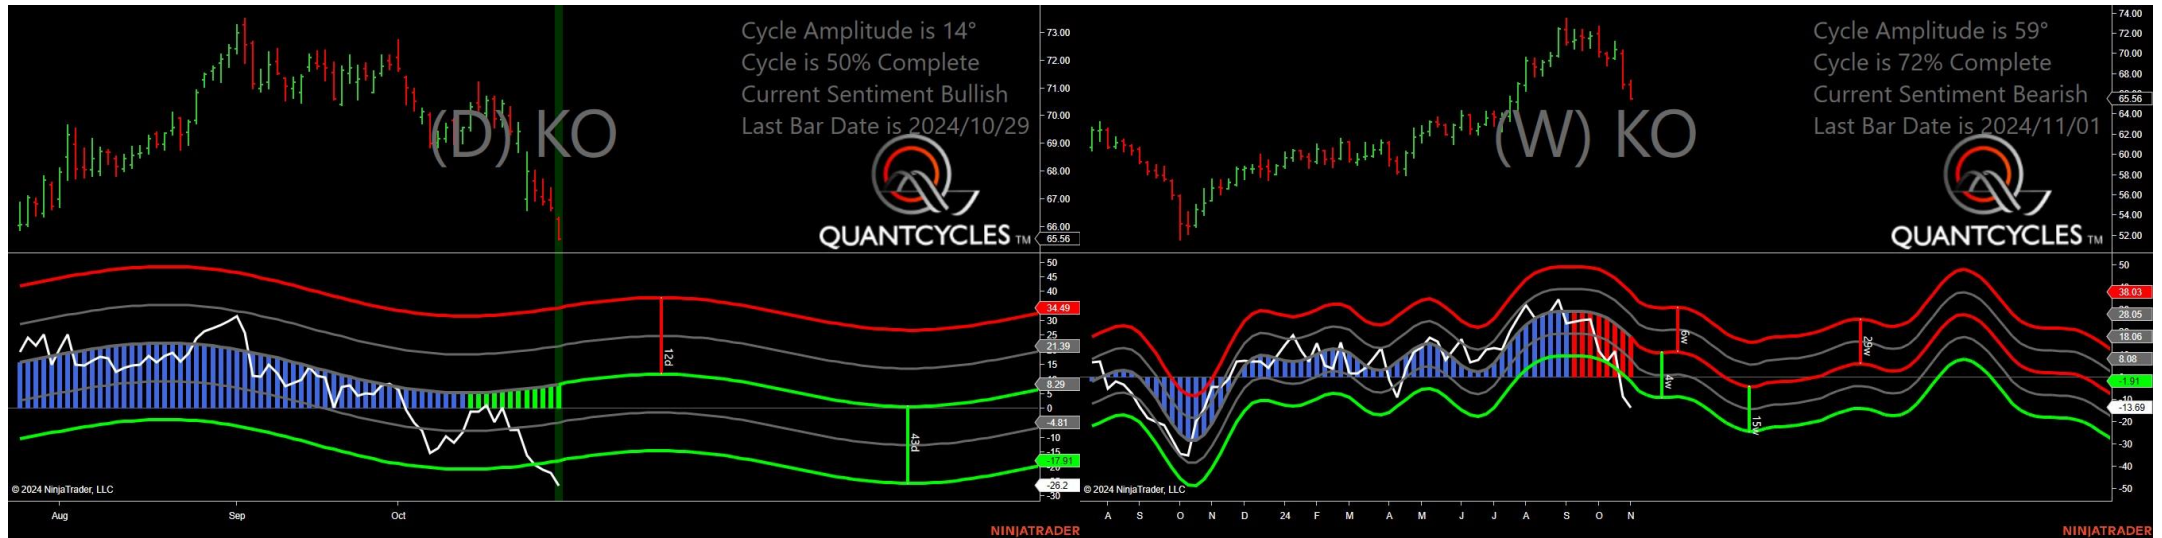 Cycle Amplitude is 14°
Cycle is 50% Complete
Current Sentiment Bullish
Last Bar Date is 2024/10/29
(D) KO
QUANTCYCLES TM
73.00
72.00
71.00
70.00
69.00
68.00
67.00
66.00
65.56
50
45
40
34.49
30
25
21.39
15
10
8.29
5
0
-4.81
-10
-15
-17.91
-20
-26.2
-30
12d
43d
© 2024 NinjaTrader, LLC
Aug Sep Oct
NINJATRADER
Cycle Amplitude is 59°
Cycle is 72% Complete
Current Sentiment Bearish
Last Bar Date is 2024/11/01
(W) KO
QUANTCYCLES TM
74.00
72.00
70.00
68.00
65.56
64.00
62.00
60.00
58.00
56.00
54.00
52.00
50
38.03
28.05
18.06
8.08
-1.91
-10
-13.69
-20
-30
-40
-50
6w
4w
15w
29w
© 2024 NinjaTrader, LLC
A S O N D 24 F M A M J J A S O N
NINJATRADER